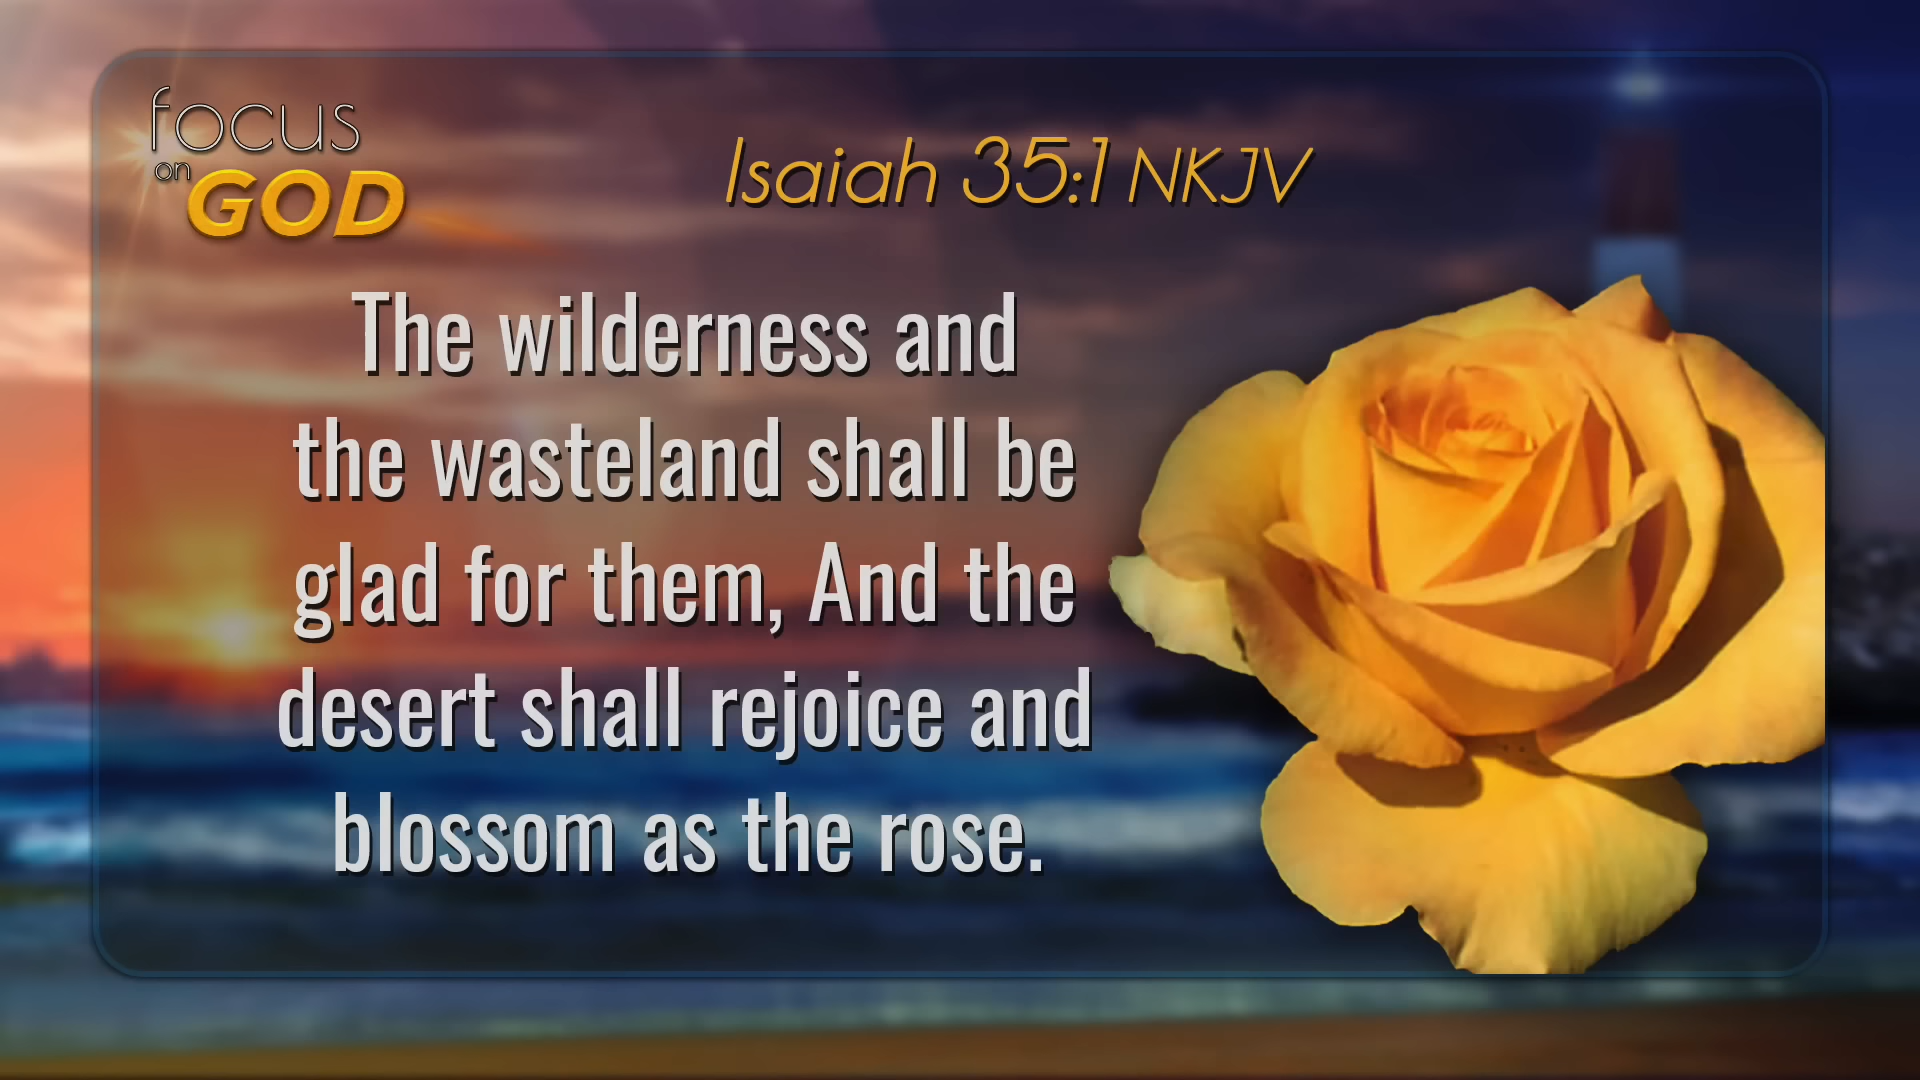 focus
on
GOD
Isaiah 35:1 NKJV
The wilderness and
the wasteland shall be
glad for them, And the
desert shall rejoice and
blossom as the rose.